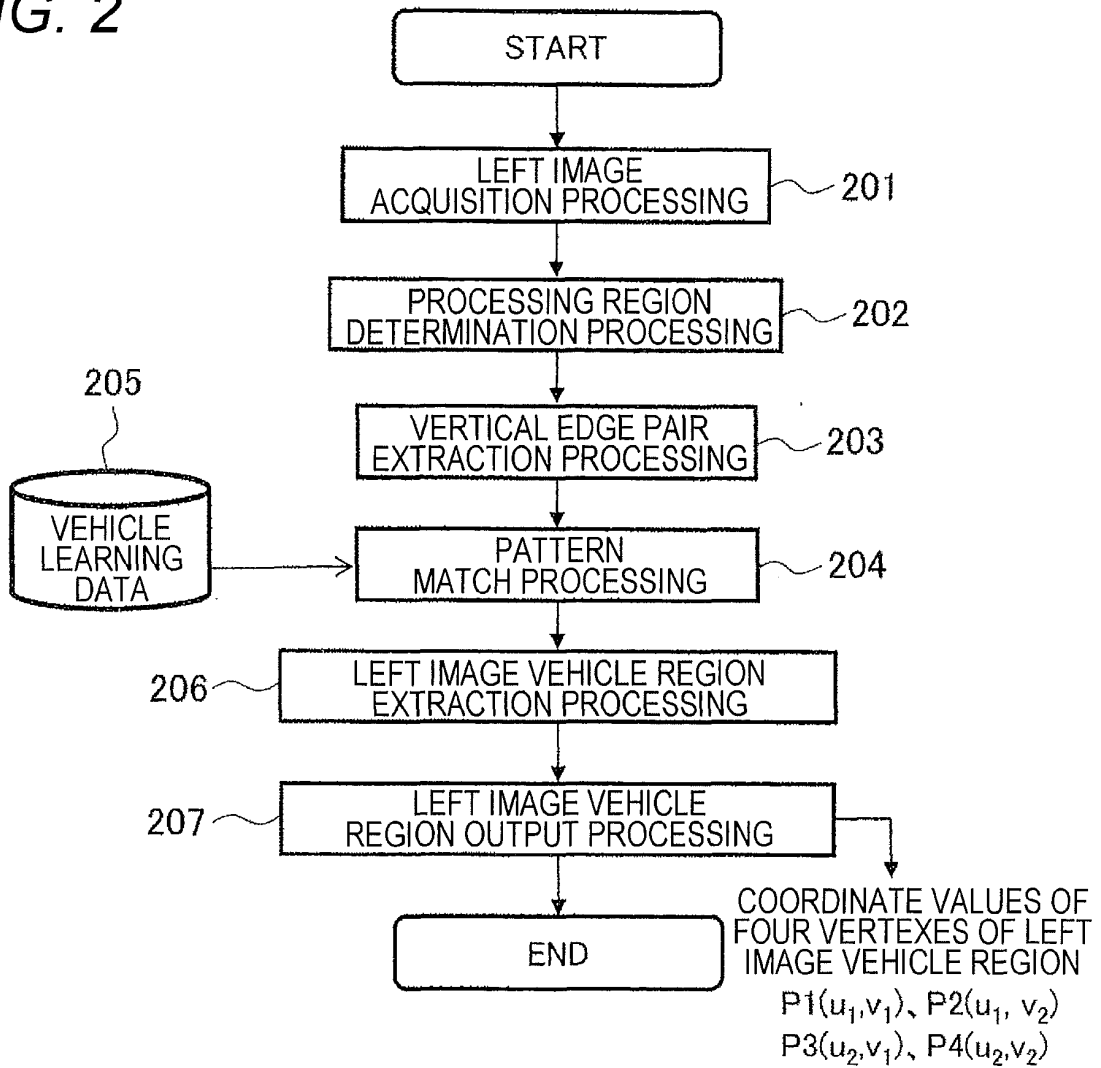 IG. 2
START
LEFT IMAGE
ACQUISITION PROCESSING
201
PROCESSING REGION
DETERMINATION PROCESSING
202
VERTICAL EDGE PAIR
EXTRACTION PROCESSING
203
205
VEHICLE
LEARNING
DATA
PATTERN
MATCH PROCESSING
204
LEFT IMAGE VEHICLE REGION
EXTRACTION PROCESSING
206
LEFT IMAGE VEHICLE
REGION OUTPUT PROCESSING
207
END
COORDINATE VALUES OF
FOUR VERTEXES OF LEFT
IMAGE VEHICLE REGION
P1(u₁,v₁)、P2(u₁, v₂)
P3(u₂,v₁)、P4(u₂,v₂)